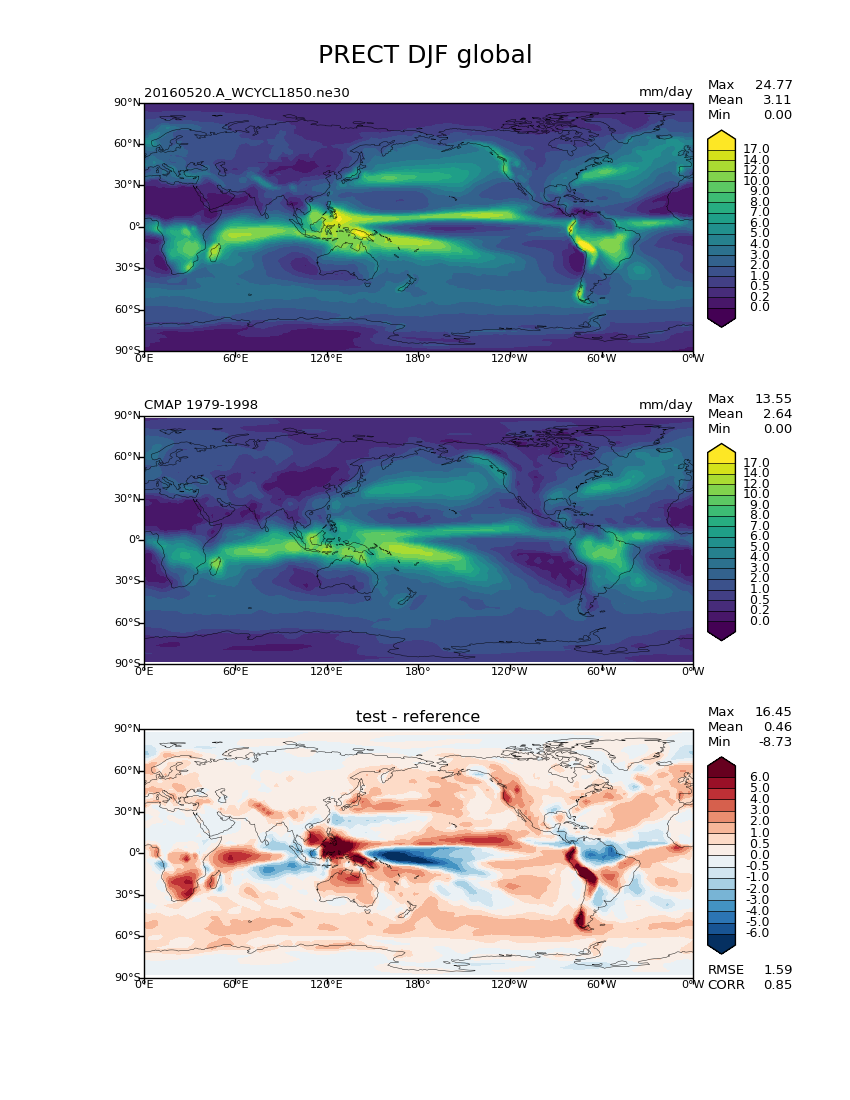 PRECT DJF global
20160520.A_WCYCL1850.ne30
mm/day
Max 24.77
Mean 3.11
Min 0.00
90°N
60°N
30°N
0°
30°S
60°S
90°S
0°E 60°E 120°E 180° 120°W 60°W 0°W
17.0
14.0
12.0
10.0
9.0
8.0
7.0
6.0
5.0
4.0
3.0
2.0
1.0
0.5
0.2
0.0
CMAP 1979-1998
mm/day
Max 13.55
Mean 2.64
Min 0.00
90°N
60°N
30°N
0°
30°S
60°S
90°S
0°E 60°E 120°E 180° 120°W 60°W 0°W
17.0
14.0
12.0
10.0
9.0
8.0
7.0
6.0
5.0
4.0
3.0
2.0
1.0
0.5
0.2
0.0
test - reference
Max 16.45
Mean 0.46
Min -8.73
90°N
60°N
30°N
0°
30°S
60°S
90°S
0°E 60°E 120°E 180° 120°W 60°W 0°W
6.0
5.0
4.0
3.0
2.0
1.0
0.5
0.0
-0.5
-1.0
-2.0
-3.0
-4.0
-5.0
-6.0
RMSE 1.59
CORR 0.85